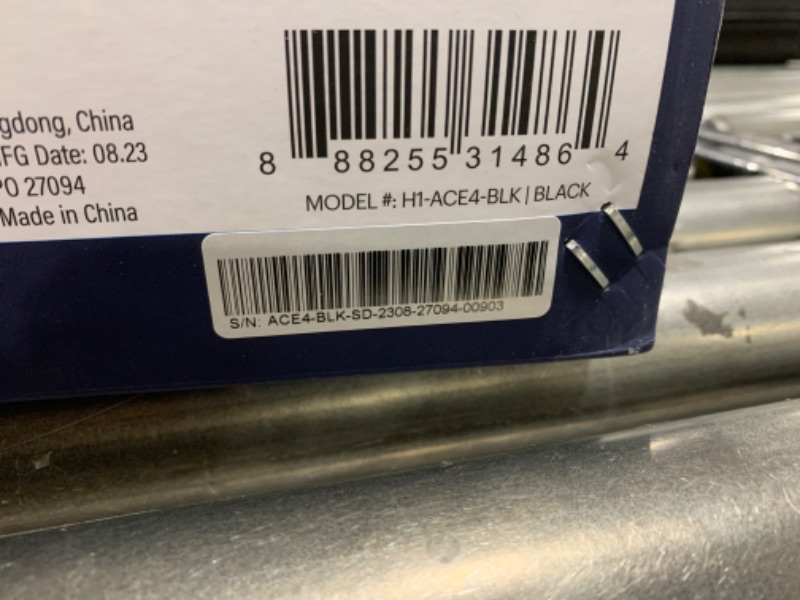 gdong, China
FG Date: 08.23
PO 27094
Made in China
8 88255 31486 4
MODEL #: H1-ACE4-BLK | BLACK
S/N: ACE4-BLK-SD-2308-27094-00903